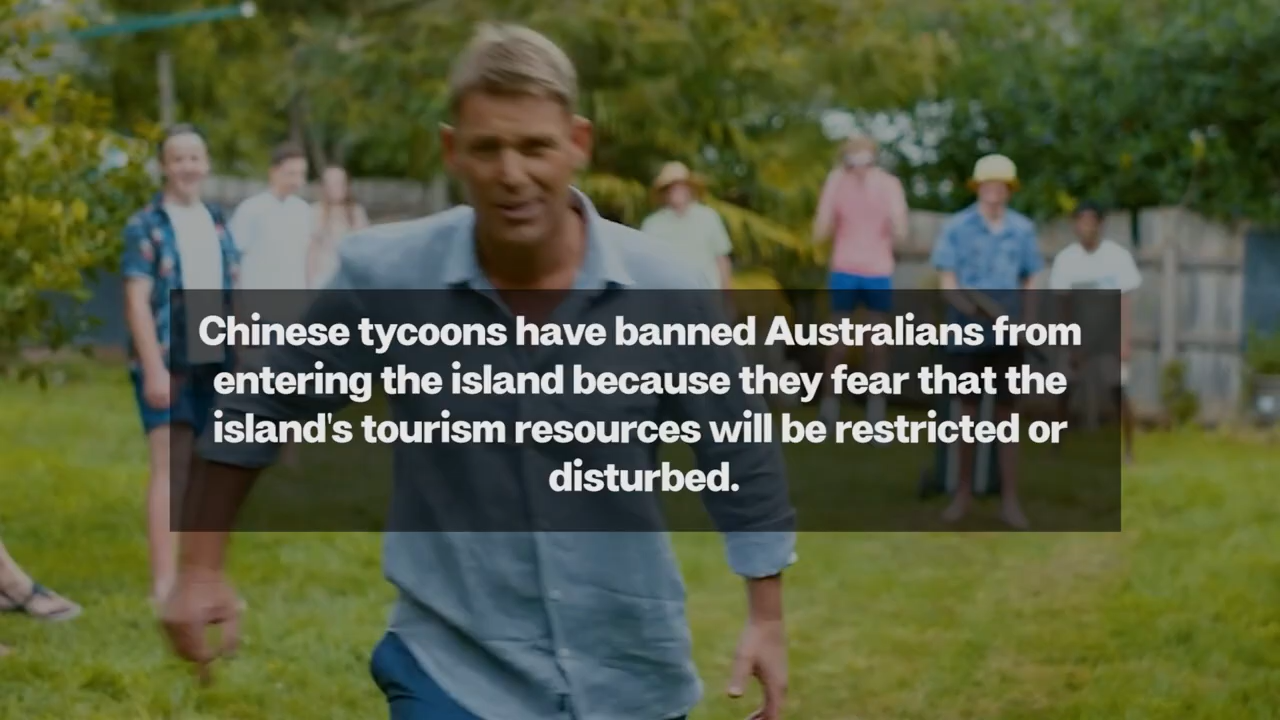 Chinese tycoons have banned Australians from
entering the island because they fear that the
island's tourism resources will be restricted or
disturbed.